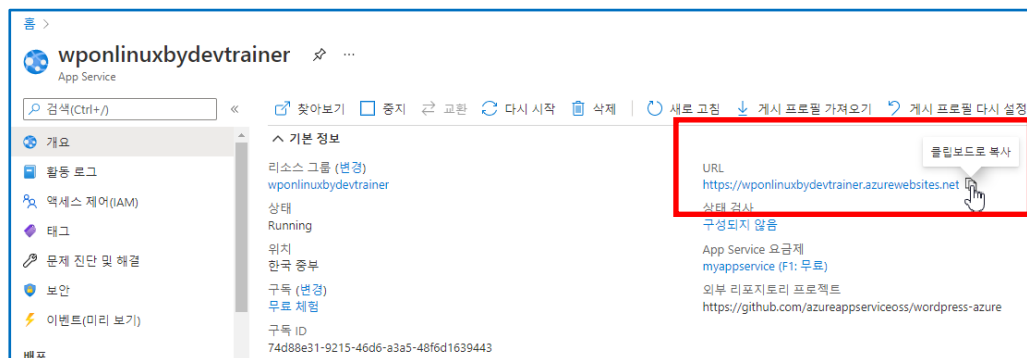 홈 >
wponlinuxbydevtrainer
App Service
검색(Ctrl+/)
찾아보기 중지 교환 다시 시작 삭제 새로 고침 게시 프로필 가져오기 게시 프로필 다시 설정
개요
활동 로그
액세스 제어(IAM)
태그
문제 진단 및 해결
보안
이벤트(미리 보기)
배포
기본 정보
리소스 그룹 (변경)
wponlinuxbydevtrainer
상태
Running
위치
한국 중부
구독 (변경)
무료 체험
구독 ID
74d88e31-9215-46d6-a3a5-48f6d1639443
클립보드로 복사
URL
https://wponlinuxbydevtrainer.azurewebsites.net
상태 검사
구성되지 않음
App Service 요금제
myappservice (F1: 무료)
외부 리포지토리 프로젝트
https://github.com/azureappserviceoss/wordpress-azure